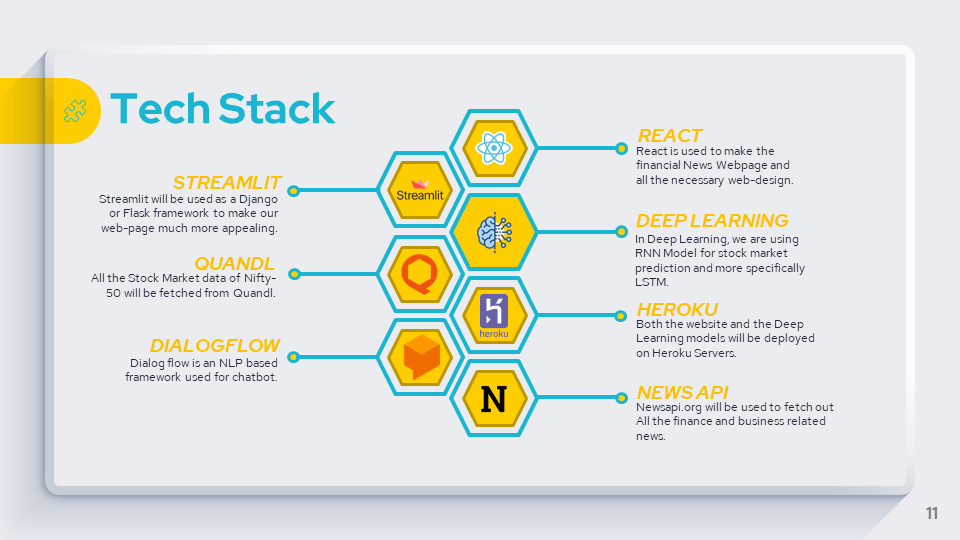 Tech Stack
STREAMLIT
Streamlit will be used as a Django
or Flask framework to make our
web-page much more appealing.
QUANDL
All the Stock Market data of Nifty-
50 will be fetched from Quandl.
DIALOGFLOW
Dialog flow is an NLP based
framework used for chatbot.
Streamlit
heroku
N
REACT
React is used to make the
financial News Webpage and
all the necessary web-design.
DEEP LEARNING
In Deep Learning, we are using
RNN Model for stock market
prediction and more specifically
LSTM.
HEROKU
Both the website and the Deep
Learning models will be deployed
on Heroku Servers.
NEWS API
Newsapi.org will be used to fetch out
All the finance and business related
news.
11